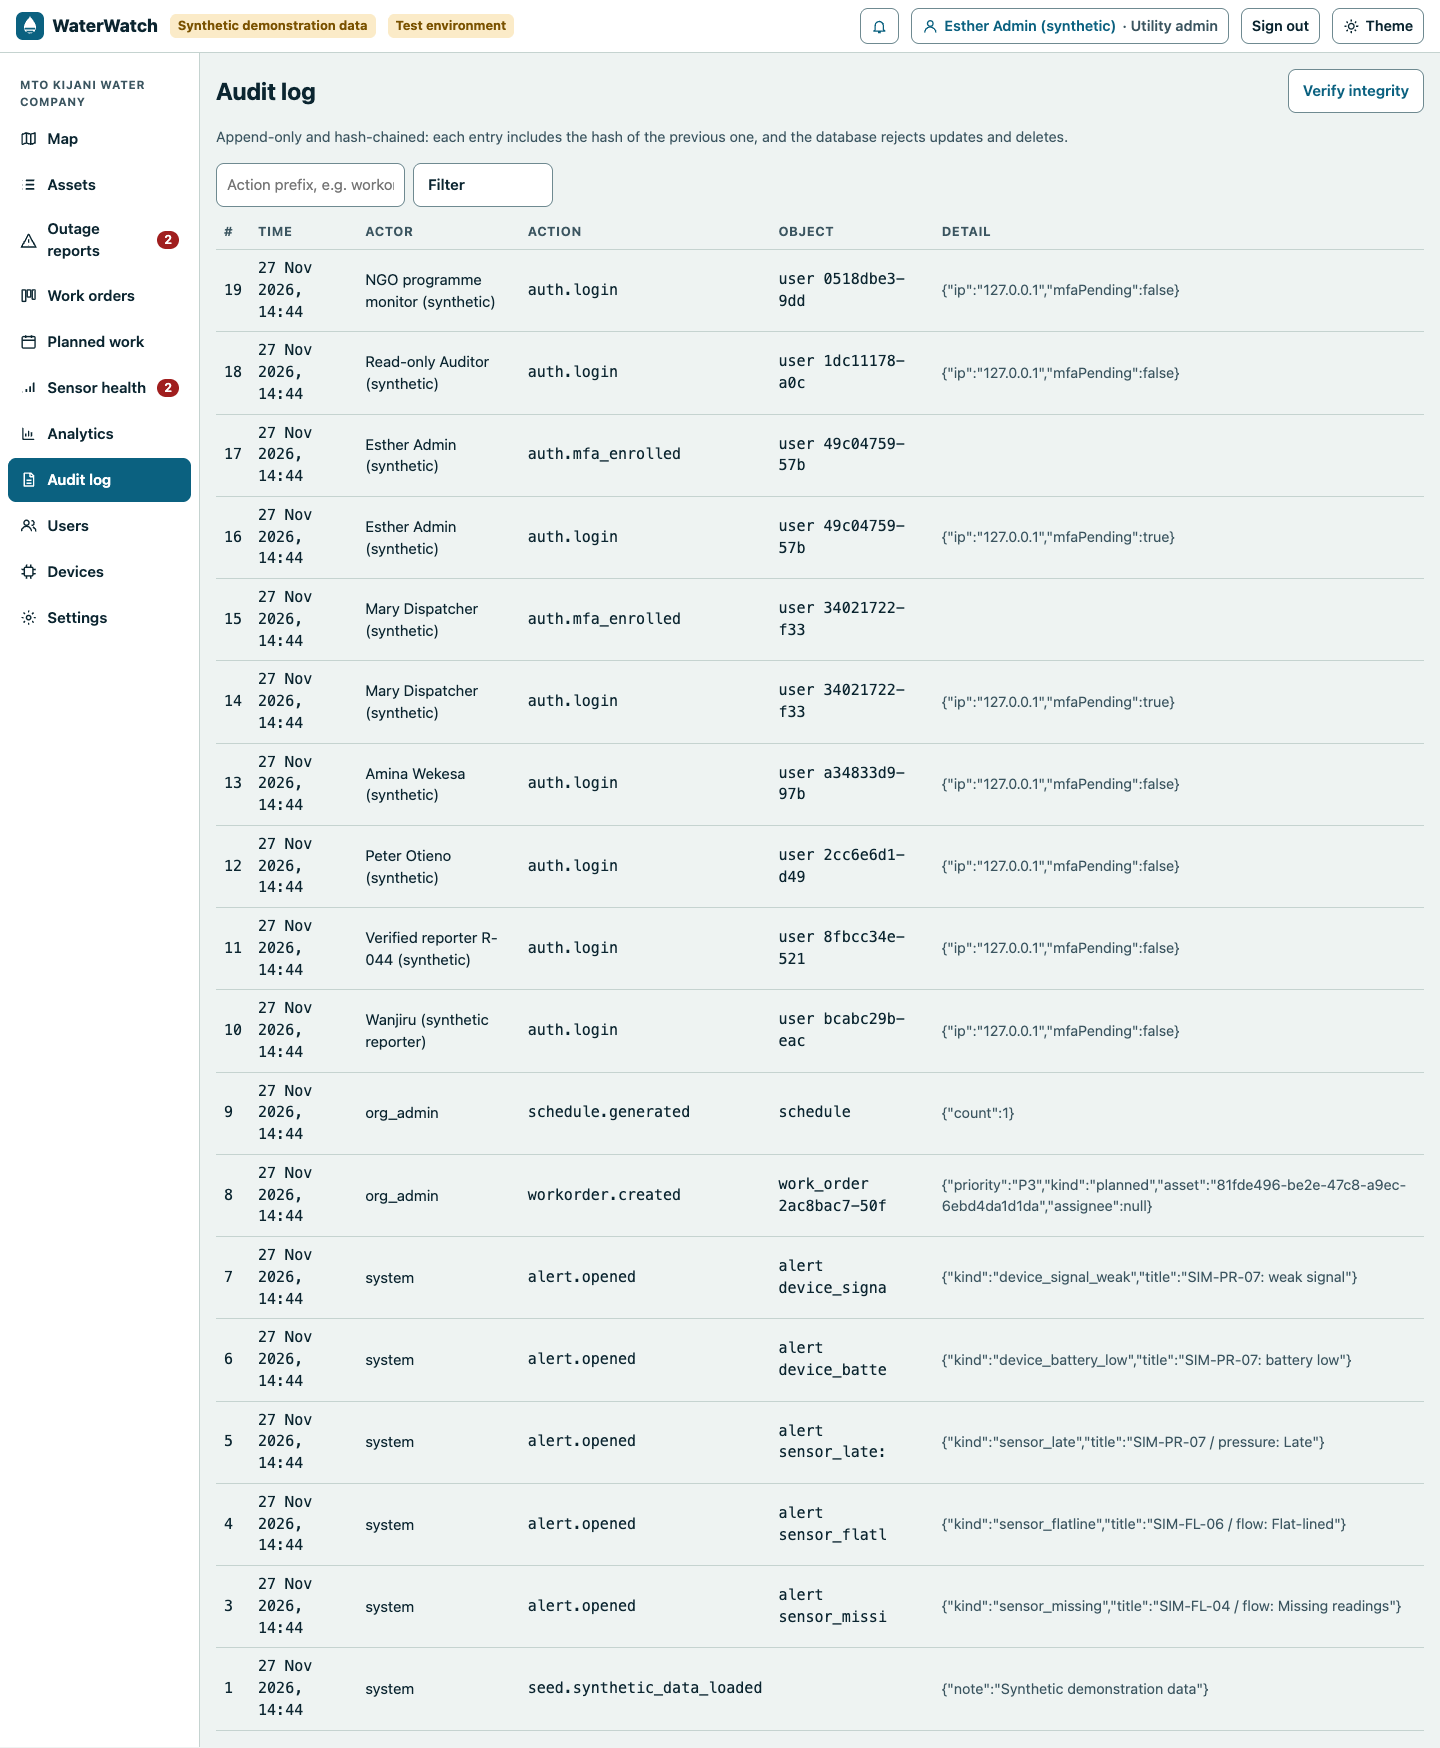 WaterWatch
Synthetic demonstration data
Test environment
Esther Admin (synthetic) · Utility admin
Sign out
Theme
MTO KIJANI WATER
COMPANY
Map
Assets
Outage
reports
2
Work orders
Planned work
Sensor health
2
Analytics
Audit log
Users
Devices
Settings
Audit log
Verify integrity
Append-only and hash-chained: each entry includes the hash of the previous one, and the database rejects updates and deletes.
Action prefix, e.g. workor
Filter
# TIME ACTOR ACTION OBJECT DETAIL
19
27 Nov
2026,
14:44
NGO programme
monitor (synthetic)
auth.login
user 0518dbe3-
9dd
{"ip":"127.0.0.1","mfaPending":false}
18
27 Nov
2026,
14:44
Read-only Auditor
(synthetic)
auth.login
user 1dc11178-
a0c
{"ip":"127.0.0.1","mfaPending":false}
17
27 Nov
2026,
14:44
Esther Admin
(synthetic)
auth.mfa_enrolled
user 49c04759-
57b
16
27 Nov
2026,
14:44
Esther Admin
(synthetic)
auth.login
user 49c04759-
57b
{"ip":"127.0.0.1","mfaPending":true}
15
27 Nov
2026,
14:44
Mary Dispatcher
(synthetic)
auth.mfa_enrolled
user 34021722-
f33
14
27 Nov
2026,
14:44
Mary Dispatcher
(synthetic)
auth.login
user 34021722-
f33
{"ip":"127.0.0.1","mfaPending":true}
13
27 Nov
2026,
14:44
Amina Wekesa
(synthetic)
auth.login
user a34833d9-
97b
{"ip":"127.0.0.1","mfaPending":false}
12
27 Nov
2026,
14:44
Peter Otieno
(synthetic)
auth.login
user 2cc6e6d1-
d49
{"ip":"127.0.0.1","mfaPending":false}
11
27 Nov
2026,
14:44
Verified reporter R-
044 (synthetic)
auth.login
user 8fbcc34e-
521
{"ip":"127.0.0.1","mfaPending":false}
10
27 Nov
2026,
14:44
Wanjiru (synthetic
reporter)
auth.login
user bcabc29b-
eac
{"ip":"127.0.0.1","mfaPending":false}
9
27 Nov
2026,
14:44
org_admin
schedule.generated
schedule
{"count":1}
8
27 Nov
2026,
14:44
org_admin
workorder.created
work_order
2ac8bac7-50f
{"priority":"P3","kind":"planned","asset":"81fde496-be2e-47c8-a9ec-
6ebd4da1d1da","assignee":null}
7
27 Nov
2026,
14:44
system
alert.opened
alert
device_signa
{"kind":"device_signal_weak","title":"SIM-PR-07: weak signal"}
6
27 Nov
2026,
14:44
system
alert.opened
alert
device_batte
{"kind":"device_battery_low","title":"SIM-PR-07: battery low"}
5
27 Nov
2026,
14:44
system
alert.opened
alert
sensor_late:
{"kind":"sensor_late","title":"SIM-PR-07 / pressure: Late"}
4
27 Nov
2026,
14:44
system
alert.opened
alert
sensor_flatl
{"kind":"sensor_flatline","title":"SIM-FL-06 / flow: Flat-lined"}
3
27 Nov
2026,
14:44
system
alert.opened
alert
sensor_missi
{"kind":"sensor_missing","title":"SIM-FL-04 / flow: Missing readings"}
1
27 Nov
2026,
14:44
system
seed.synthetic_data_loaded
{"note":"Synthetic demonstration data"}